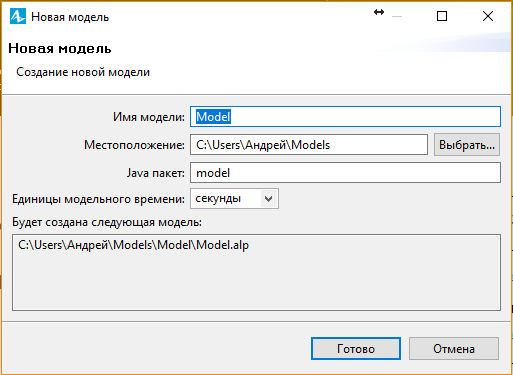 Новая модель
Новая модель
Создание новой модели
Имя модели: Model
Местоположение: C:\Users\Андрей\Models Выбрать...
Java пакет: model
Единицы модельного времени: секунды
Будет создана следующая модель:
C:\Users\Андрей\Models\Model\Model.alp
Готово Отмена